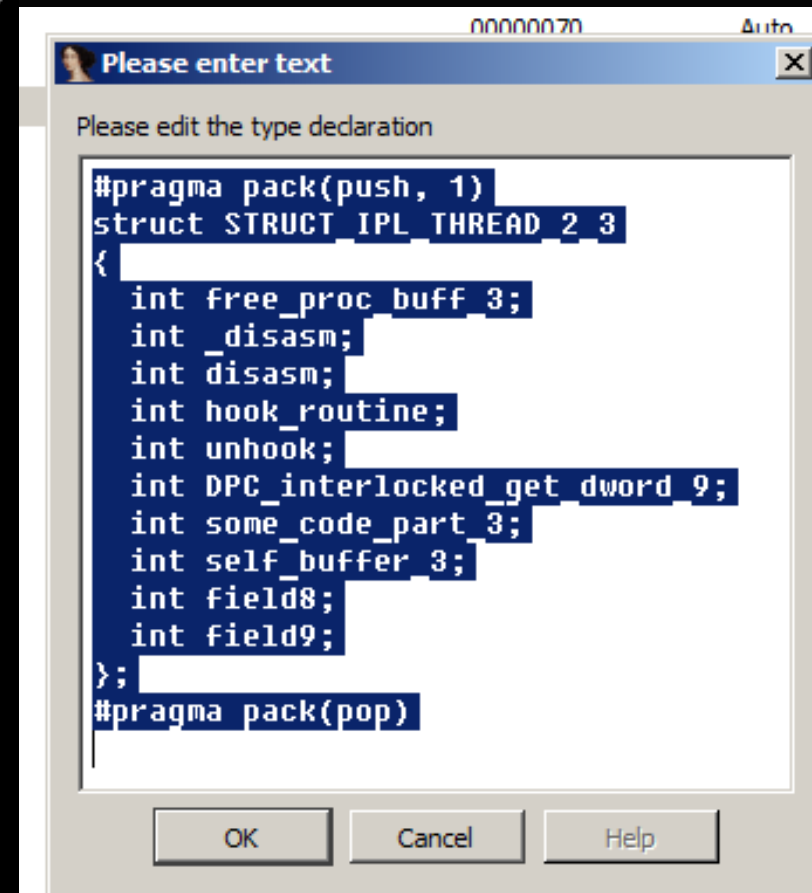 00000070 Auto
Please enter text
Please edit the type declaration
#pragma pack(push, 1)
struct STRUCT_IPL_THREAD_2_3
{
  int free_proc_buff_3;
  int _disasm;
  int disasm;
  int hook_routine;
  int unhook;
  int DPC_interlocked_get_dword_9;
  int some_code_part_3;
  int self_buffer_3;
  int field8;
  int field9;
};
#pragma pack(pop)
OK Cancel Help